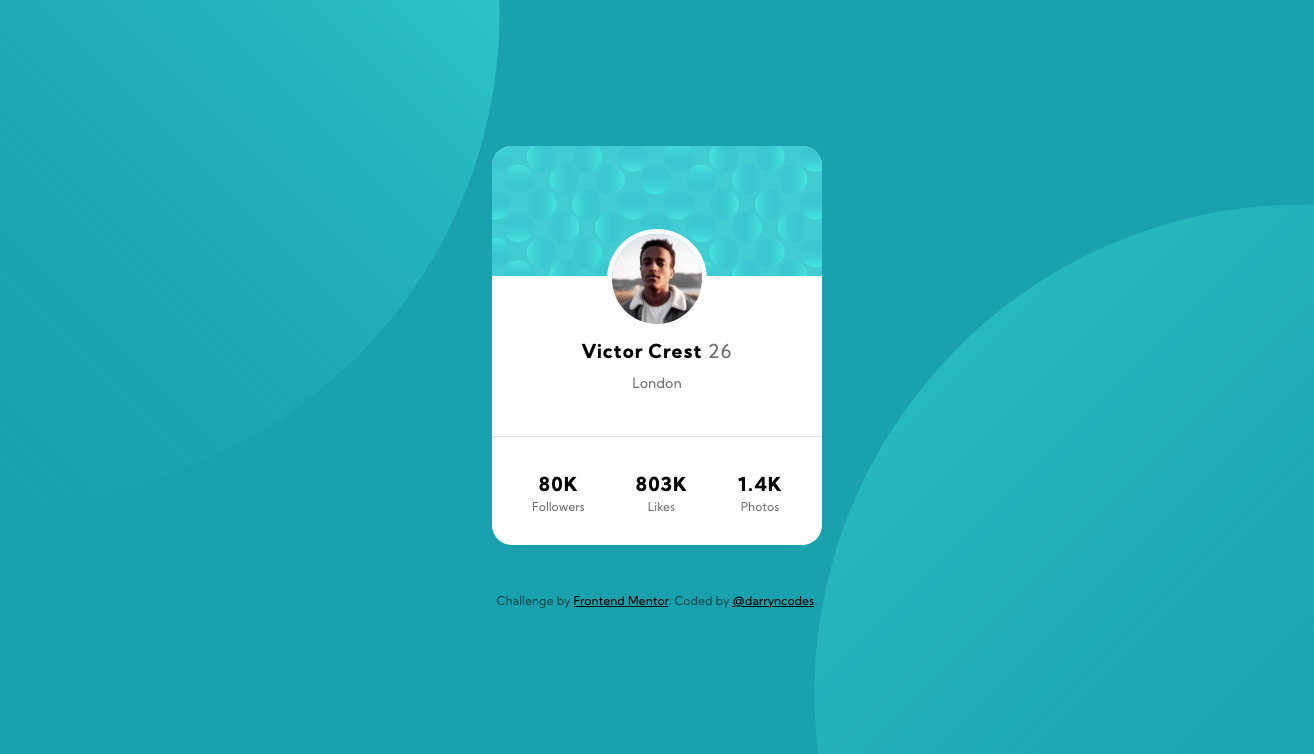 Victor Crest 26
London
80K 803K 1.4K
Followers Likes Photos
Challenge by Frontend Mentor. Coded by @darryncodes.